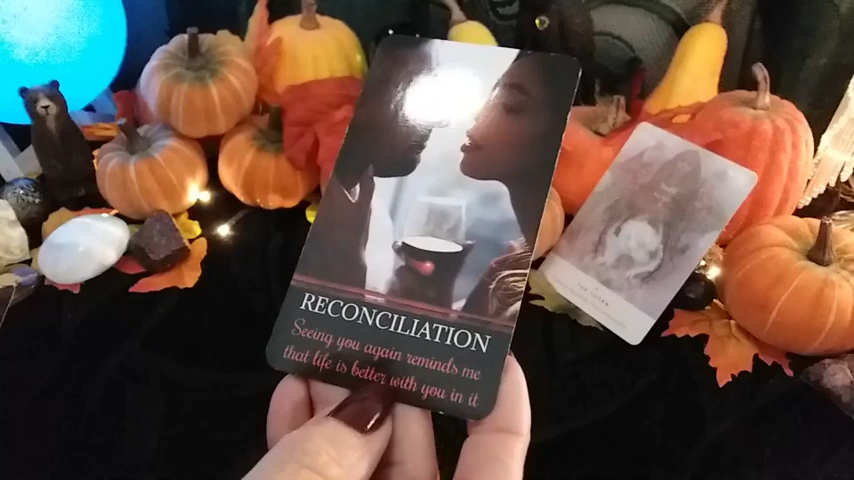 RECONCILIATION
Seeing you again reminds me
that life is better with you in it